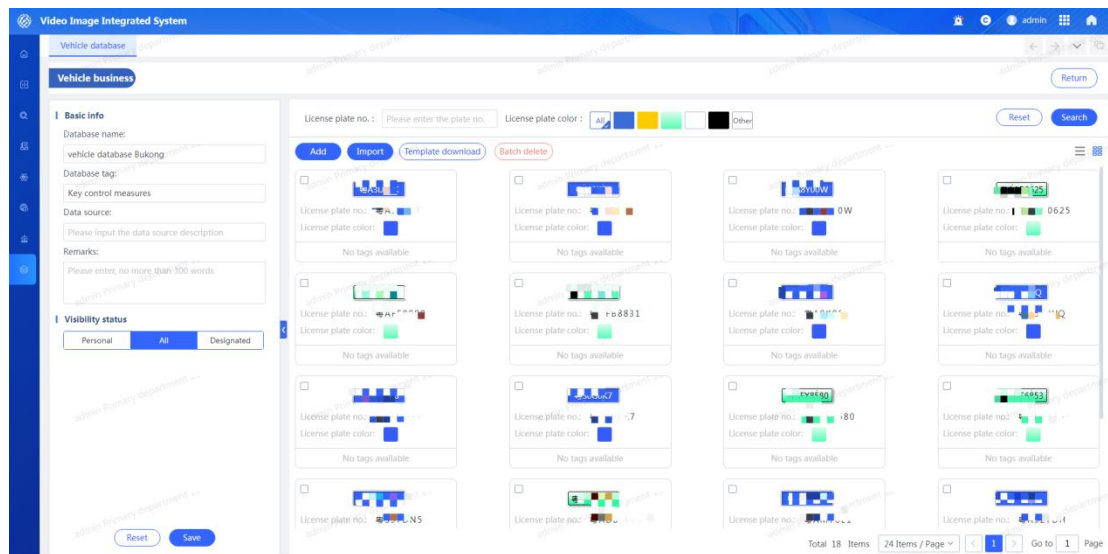 Video Image Integrated System
admin
Vehicle database
Vehicle business
Return
Basic info
Database name:
vehicle database Bukong
Database tag:
Key control measures
Data source:
Please input the data source description
Remarks:
Please enter, no more than 300 words
Visibility status
Personal All Designated
Reset Save
License plate no. : Please enter the plate no. License plate color : All Other
Reset Search
Add Import Template download Batch delete
License plate no.: License plate no.: License plate no.: 0W License plate no.: 0625
License plate color: License plate color: License plate color: License plate color:
No tags available No tags available No tags available No tags available
License plate no.: License plate no.: FB8831 License plate no.: License plate no.:
License plate color: License plate color: License plate color: License plate color:
No tags available No tags available No tags available No tags available
License plate no.: License plate no.: License plate no.: License plate no.:
License plate color: License plate color: License plate color: License plate color:
No tags available No tags available No tags available No tags available
License plate no.: License plate no.: License plate no.: License plate no.:
Total 18 Items 24 Items / Page 1 Go to 1 Page